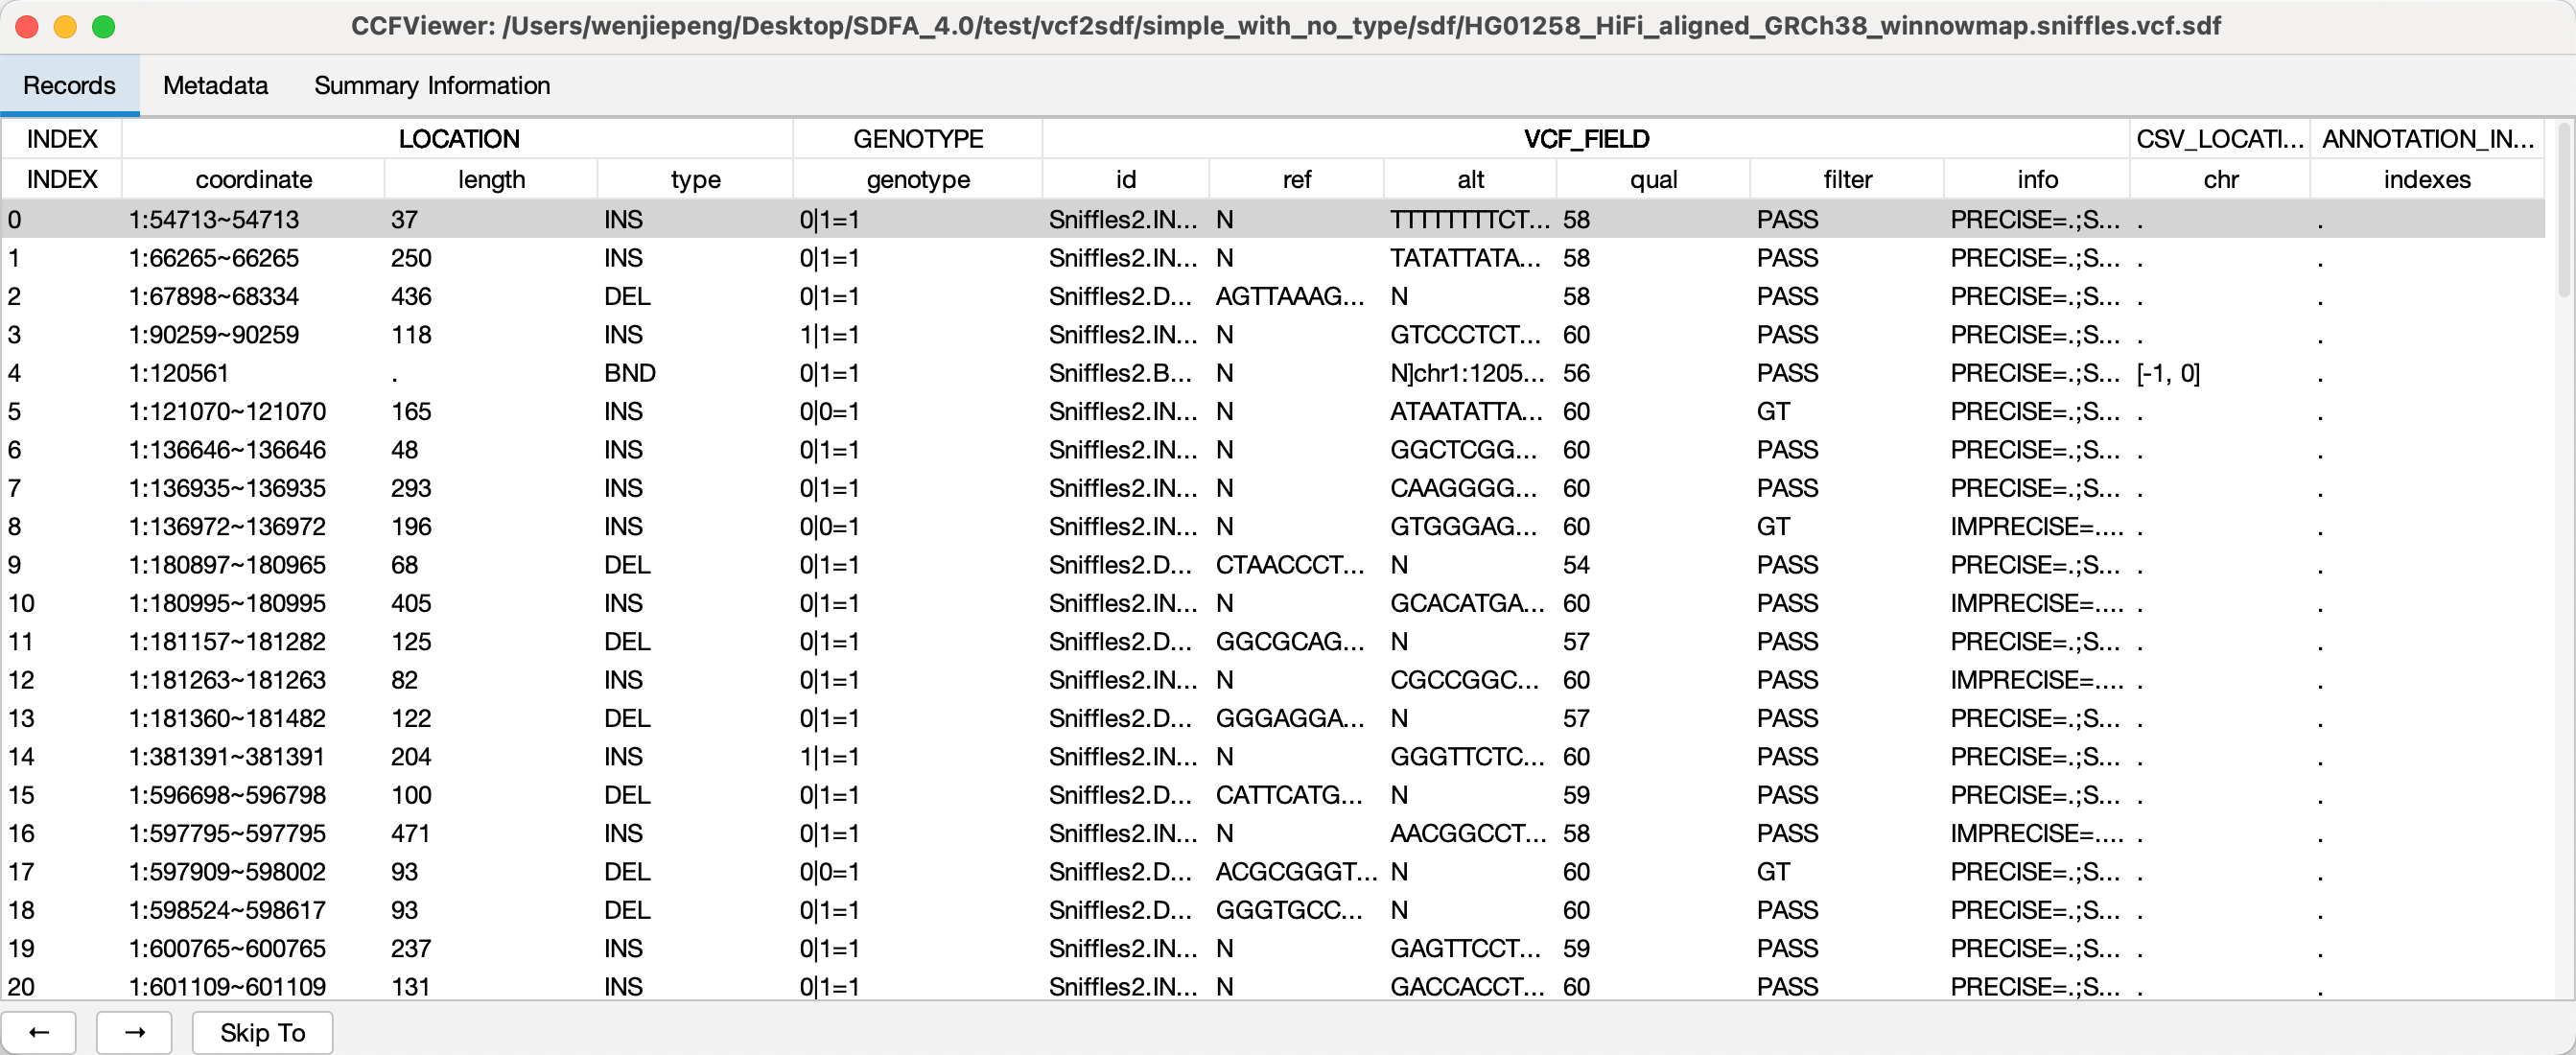 CCFViewer: /Users/wenjiepeng/Desktop/SDFA_4.0/test/vcf2sdf/simple_with_no_type/sdf/HG01258_HiFi_aligned_GRCh38_winnowmap.sniffles.vcf.sdf
Records Metadata Summary Information
INDEX LOCATION GENOTYPE VCF_FIELD CSV_LOCATI... ANNOTATION_IN...
INDEX coordinate length type genotype id ref alt qual filter info chr indexes
0 1:54713~54713 37 INS 0|1=1 Sniffles2.IN... N TTTTTTTTCT... 58 PASS PRECISE=.;S... . .
1 1:66265~66265 250 INS 0|1=1 Sniffles2.IN... N TATATTATA... 58 PASS PRECISE=.;S... . .
2 1:67898~68334 436 DEL 0|1=1 Sniffles2.D... AGTTAAAG... N 58 PASS PRECISE=.;S... . .
3 1:90259~90259 118 INS 1|1=1 Sniffles2.IN... N GTCCCTCT... 60 PASS PRECISE=.;S... . .
4 1:120561 . BND 0|1=1 Sniffles2.B... N N]chr1:1205... 56 PASS PRECISE=.;S... [-1, 0] .
5 1:121070~121070 165 INS 0|0=1 Sniffles2.IN... N ATAATATTA... 60 GT PRECISE=.;S... . .
6 1:136646~136646 48 INS 0|1=1 Sniffles2.IN... N GGCTCGG... 60 PASS PRECISE=.;S... . .
7 1:136935~136935 293 INS 0|1=1 Sniffles2.IN... N CAAGGGG... 60 PASS PRECISE=.;S... . .
8 1:136972~136972 196 INS 0|0=1 Sniffles2.IN... N GTGGGAG... 60 GT IMPRECISE=.... . .
9 1:180897~180965 68 DEL 0|1=1 Sniffles2.D... CTAACCCT... N 54 PASS PRECISE=.;S... . .
10 1:180995~180995 405 INS 0|1=1 Sniffles2.IN... N GCACATGA... 60 PASS IMPRECISE=.... . .
11 1:181157~181282 125 DEL 0|1=1 Sniffles2.D... GGCGCAG... N 57 PASS PRECISE=.;S... . .
12 1:181263~181263 82 INS 0|1=1 Sniffles2.IN... N CGCCGGC... 60 PASS IMPRECISE=.... . .
13 1:181360~181482 122 DEL 0|1=1 Sniffles2.D... GGGAGGA... N 57 PASS PRECISE=.;S... . .
14 1:381391~381391 204 INS 1|1=1 Sniffles2.IN... N GGGTTCTC... 60 PASS PRECISE=.;S... . .
15 1:596698~596798 100 DEL 0|1=1 Sniffles2.D... CATTCATG... N 59 PASS PRECISE=.;S... . .
16 1:597795~597795 471 INS 0|1=1 Sniffles2.IN... N AACGGCCT... 58 PASS IMPRECISE=.... . .
17 1:597909~598002 93 DEL 0|0=1 Sniffles2.D... ACGCGGGT... N 60 GT PRECISE=.;S... . .
18 1:598524~598617 93 DEL 0|1=1 Sniffles2.D... GGGTGCC... N 60 PASS PRECISE=.;S... . .
19 1:600765~600765 237 INS 0|1=1 Sniffles2.IN... N GAGTTCCT... 59 PASS PRECISE=.;S... . .
20 1:601109~601109 131 INS 0|1=1 Sniffles2.IN... N GACCACCT... 60 PASS PRECISE=.;S... . .
← → Skip To